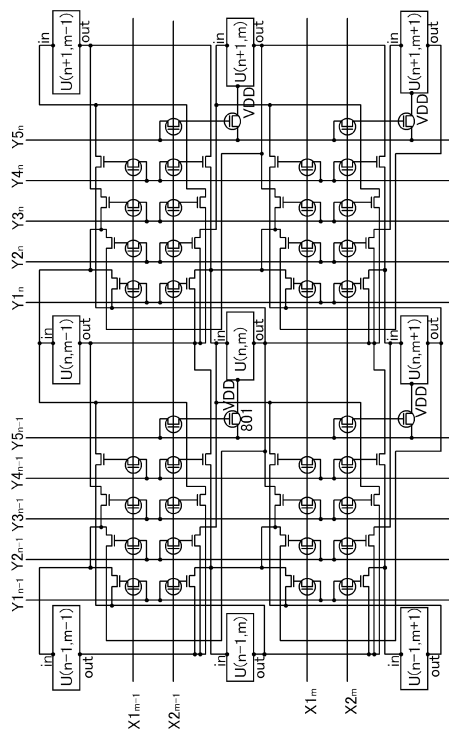 in
U(n+1,m−1)
out
in
U(n+1,m)
out
in
U(n+1,m+1)
out
VDD
VDD
Y5n
Y4n
Y3n
Y2n
Y1n
in
U(n,m−1)
out
in
U(n,m)
out
in
U(n,m+1)
out
VDD
801
VDD
Y5n-1
Y4n-1
Y3n-1
Y2n-1
Y1n-1
in
U(n−1,m−1)
out
in
U(n−1,m)
out
in
U(n−1,m+1)
out
X1m-1
X2m-1
X1m
X2m